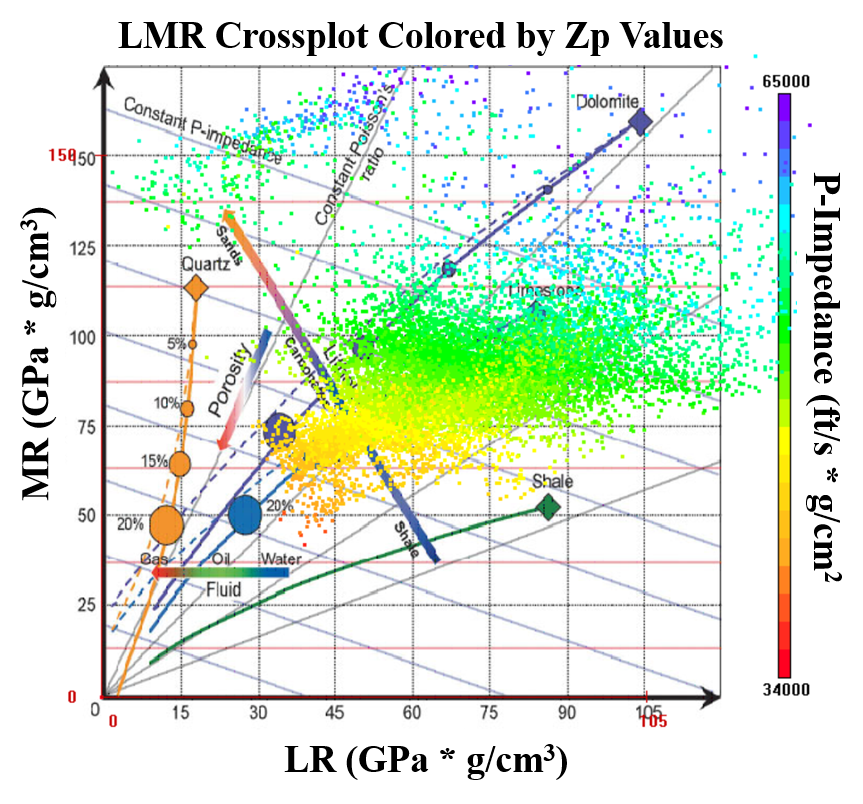 LMR Crossplot Colored by Zp Values
65000
Dolomite
Constant P-impedance
Constant Poisson's
ratio
150
150
125
Sands
Quartz
100
5%
Porosity
Carbonates
10%
75
15%
Shale
50
20%
20%
Shale
Gas
Oil
Water
Fluid
25
0
0
15
30
45
60
75
90
105
0
105
34000
MR (GPa * g/cm³)
LR (GPa * g/cm³)
P-Impedance (ft/s * g/cm²